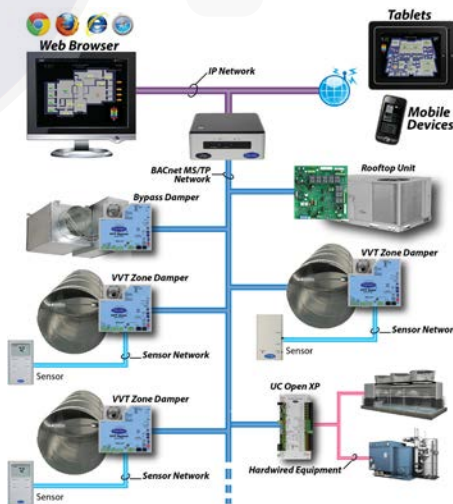 Tablets
Web Browser
IP Network
Mobile
Devices
BACnet MS/TP
Network
Rooftop Unit
Bypass Damper
VVT Zone Damper
VVT Zone Damper
Sensor Network
Sensor
Sensor Network
Sensor
VVT Zone Damper
UC Open XP
Sensor Network
Sensor
Hardwired Equipment